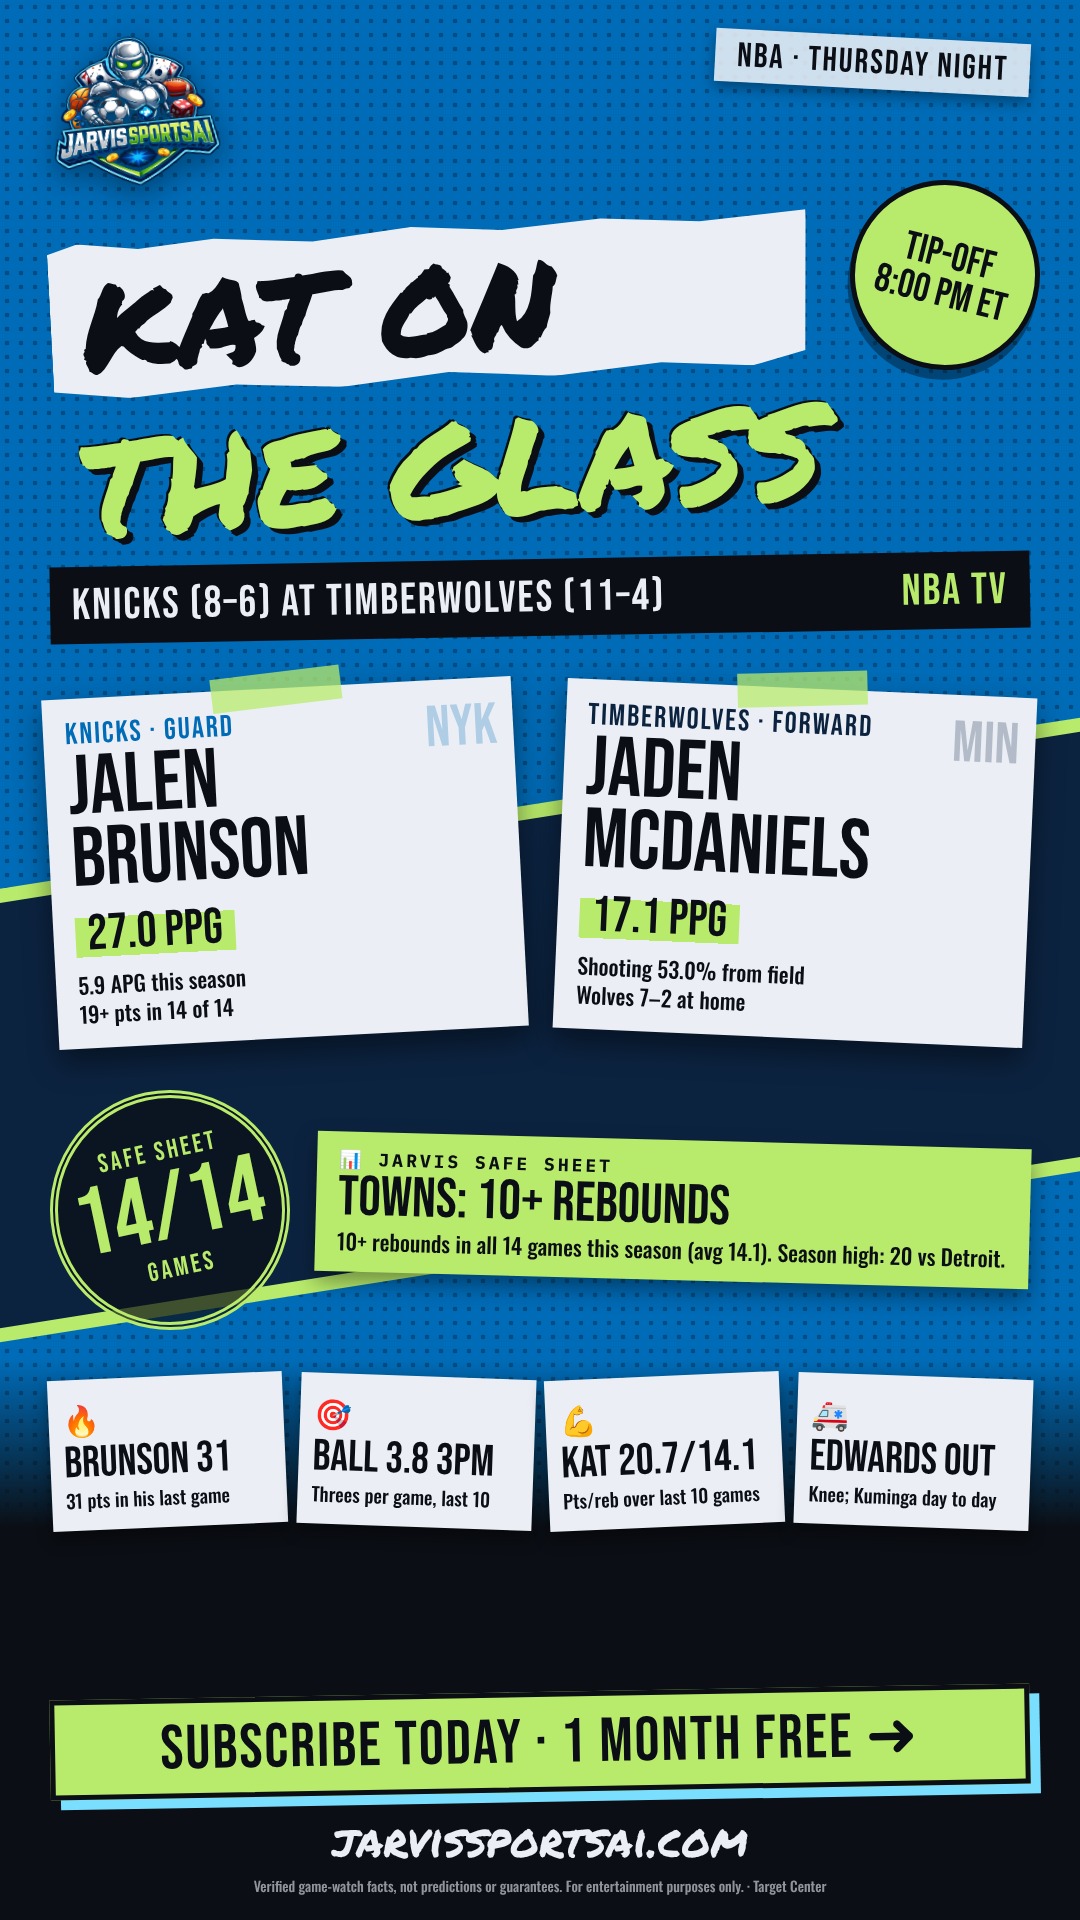 JARVISSPORTSAI
NBA · THURSDAY NIGHT
TIP-OFF
8:00 PM ET
KAT ON
THE GLASS
KNICKS (8-6) AT TIMBERWOLVES (11-4)
NBA TV
KNICKS · GUARD
NYK
JALEN
BRUNSON
27.0 PPG
5.9 APG this season
19+ pts in 14 of 14
TIMBERWOLVES · FORWARD
MIN
JADEN
MCDANIELS
17.1 PPG
Shooting 53.0% from field
Wolves 7–2 at home
SAFE SHEET
14/14
GAMES
JARVIS SAFE SHEET
TOWNS: 10+ REBOUNDS
10+ rebounds in all 14 games this season (avg 14.1). Season high: 20 vs Detroit.
BRUNSON 31
31 pts in his last game
BALL 3.8 3PM
Threes per game, last 10
KAT 20.7/14.1
Pts/reb over last 10 games
EDWARDS OUT
Knee; Kuminga day to day
SUBSCRIBE TODAY · 1 MONTH FREE →
JARVISSPORTSAI.COM
Verified game-watch facts, not predictions or guarantees. For entertainment purposes only. · Target Center